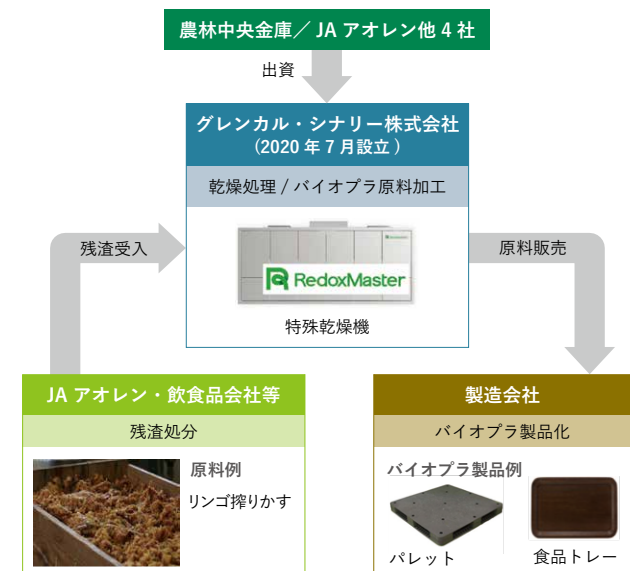 農林中央金庫／JA アオレン他 4 社
出資
グレンカル・シナリー株式会社
(2020 年 7 月設立 )
乾燥処理 / バイオプラ原料加工
残渣受入
原料販売
RedoxMaster
RedoxMaster
特殊乾燥機
JA アオレン・飲食品会社等
残渣処分
原料例
リンゴ搾りかす
製造会社
バイオプラ製品化
バイオプラ製品例
パレット
食品トレー